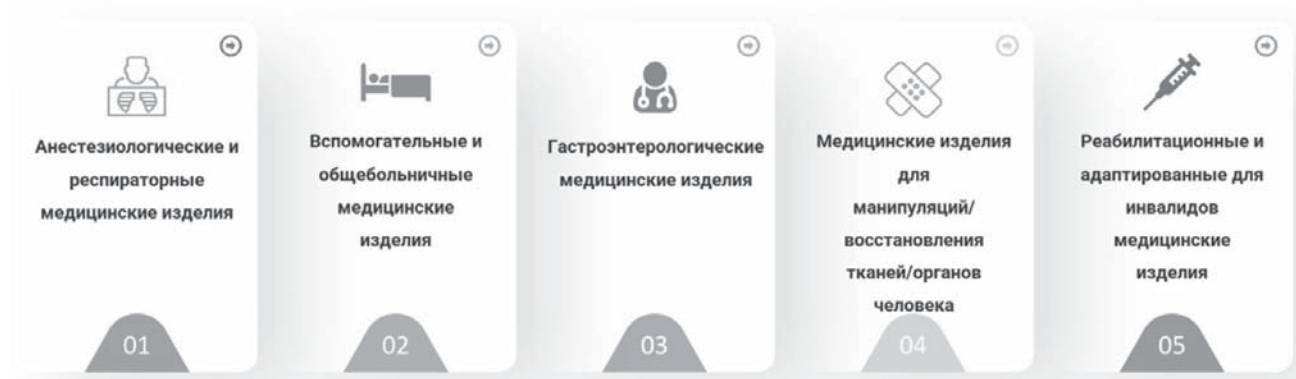 Анестезиологические и
респираторные
медицинские изделия
01
Вспомогательные и
общебольничные
медицинские
изделия
02
Гастроэнтерологические
медицинские изделия
03
Медицинские изделия
для
манипуляций/
восстановления
тканей/органов
человека
04
Реабилитационные и
адаптированные для
инвалидов
медицинские
изделия
05